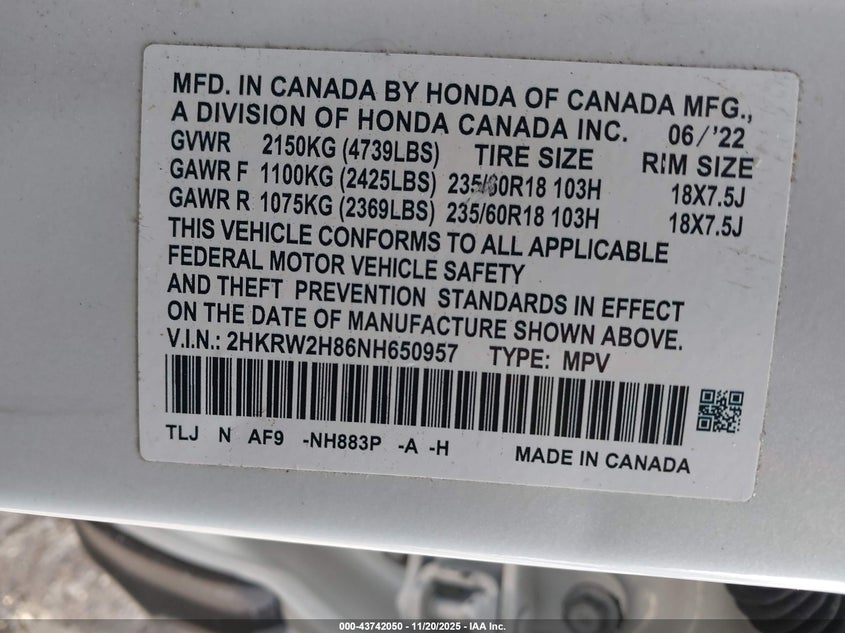 MFD. IN CANADA BY HONDA OF CANADA MFG.,
A DIVISION OF HONDA CANADA INC. 06/'22
GVWR 2150KG (4739LBS) TIRE SIZE RIM SIZE
GAWR F 1100KG (2425LBS) 235/60R18 103H 18X7.5J
GAWR R 1075KG (2369LBS) 235/60R18 103H 18X7.5J
THIS VEHICLE CONFORMS TO ALL APPLICABLE
FEDERAL MOTOR VEHICLE SAFETY
AND THEFT PREVENTION STANDARDS IN EFFECT
ON THE DATE OF MANUFACTURE SHOWN ABOVE.
V.I.N.: 2HKRW2H86NH650957 TYPE: MPV
TLJ N AF9 -NH883P -A -H MADE IN CANADA
000-43742050 - 11/20/2025 - IAA Inc.